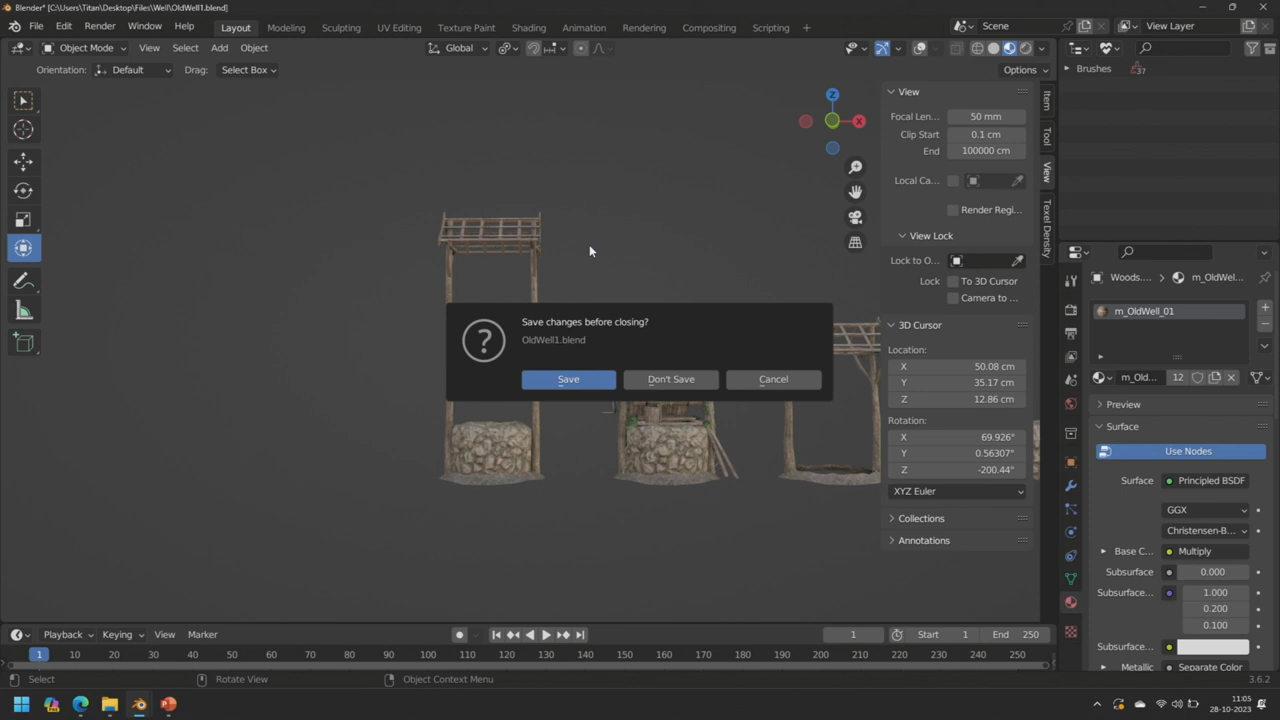 Blender* [C:\Users\Titan\Desktop\Files\Well\OldWell1.blend]
File Edit Render Window Help Layout Modeling Sculpting UV Editing Texture Paint Shading Animation Rendering Compositing Scripting + Scene View Layer
Object Mode View Select Add Object Global
Orientation: Default Drag: Select Box Options
Brushes 37
View
Focal Len... 50 mm
Clip Start 0.1 cm
End 100000 cm
Local Ca...
Render Regi...
View Lock
Lock to O...
Lock To 3D Cursor
Camera to ...
3D Cursor
Location:
X 50.08 cm
Y 35.17 cm
Z 12.86 cm
Rotation:
X 69.926°
Y 0.56307°
Z -200.44°
XYZ Euler
Collections
Annotations
Item
Tool
View
Texel Density
Z
X
Save changes before closing?
OldWell1.blend
Save Don't Save Cancel
Woods.... m_OldWel...
m_OldWell_01
m_Old... 12
Preview
Surface
Use Nodes
Surface Principled BSDF
GGX
Christensen-B...
Base C... Multiply
Subsurface 0.000
Subsurface... 1.000
0.200
0.100
Subsurface...
Metallic Separate Color
Playback Keying View Marker 1 Start 1 End 250
1 10 20 30 40 50 60 70 80 90 100 110 120 130 140 150 160 170 180 190 200 210 220 230 240 250
Select Rotate View Object Context Menu 3.6.2
11:05
28-10-2023